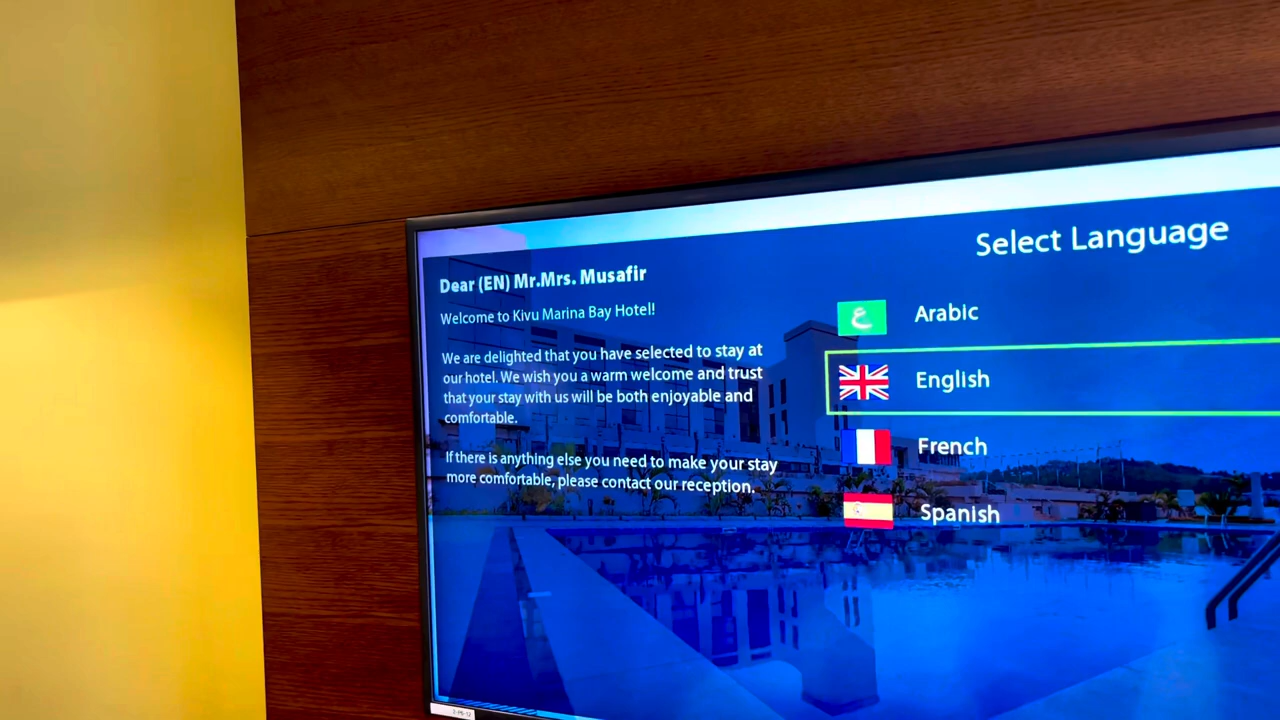 Dear (EN) Mr.Mrs. Musafir
Welcome to Kivu Marina Bay Hotel!
We are delighted that you have selected to stay at
our hotel. We wish you a warm welcome and trust
that your stay with us will be both enjoyable and
comfortable.
If there is anything else you need to make your stay
more comfortable, please contact our reception.
Select Language
ع
Arabic
English
French
Spanish